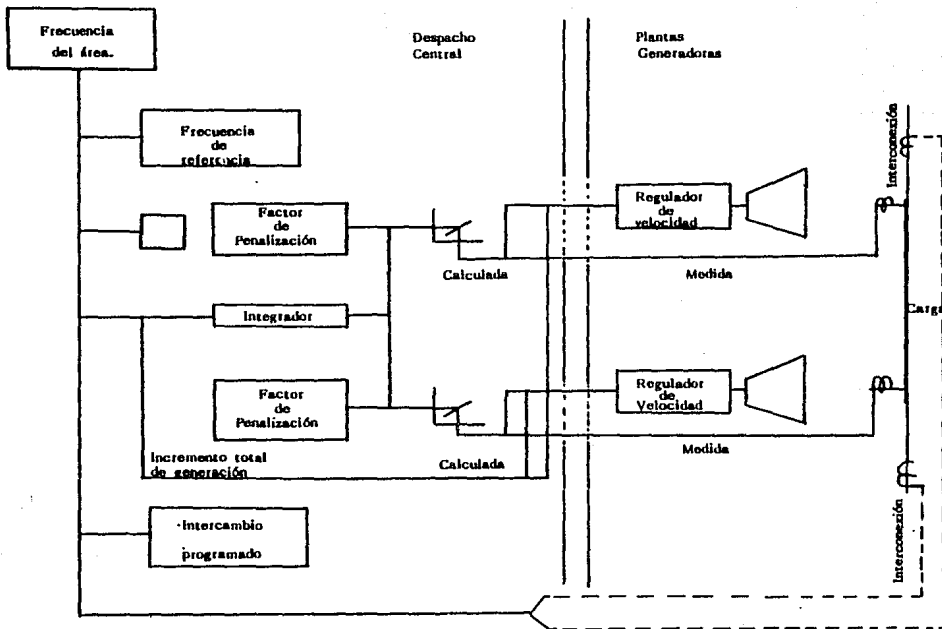 Frecuencia
del área.
Despacho
Central
Plantas
Generadoras
Frecuencia
de
referencia
Interconexión
Factor
de
Penalización
Regulador
de
velocidad
Calculada
Medida
Integrador
Carga
Factor
de
Penalización
Regulador
de
Velocidad
Incremento total
de generación
Calculada
Medida
Intercambio
programado
Interconexión